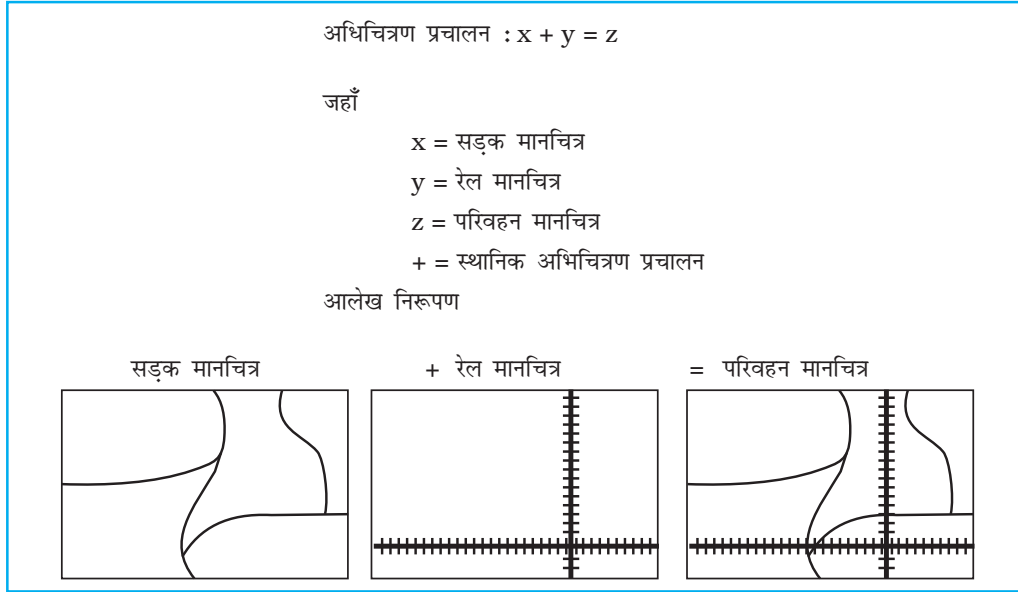 अधिचित्रण प्रचालन : x + y = z
जहाँ
x = सड़क मानचित्र
y = रेल मानचित्र
z = परिवहन मानचित्र
+ = स्थानिक अभिचित्रण प्रचालन
आलेख निरूपण
सड़क मानचित्र + रेल मानचित्र = परिवहन मानचित्र